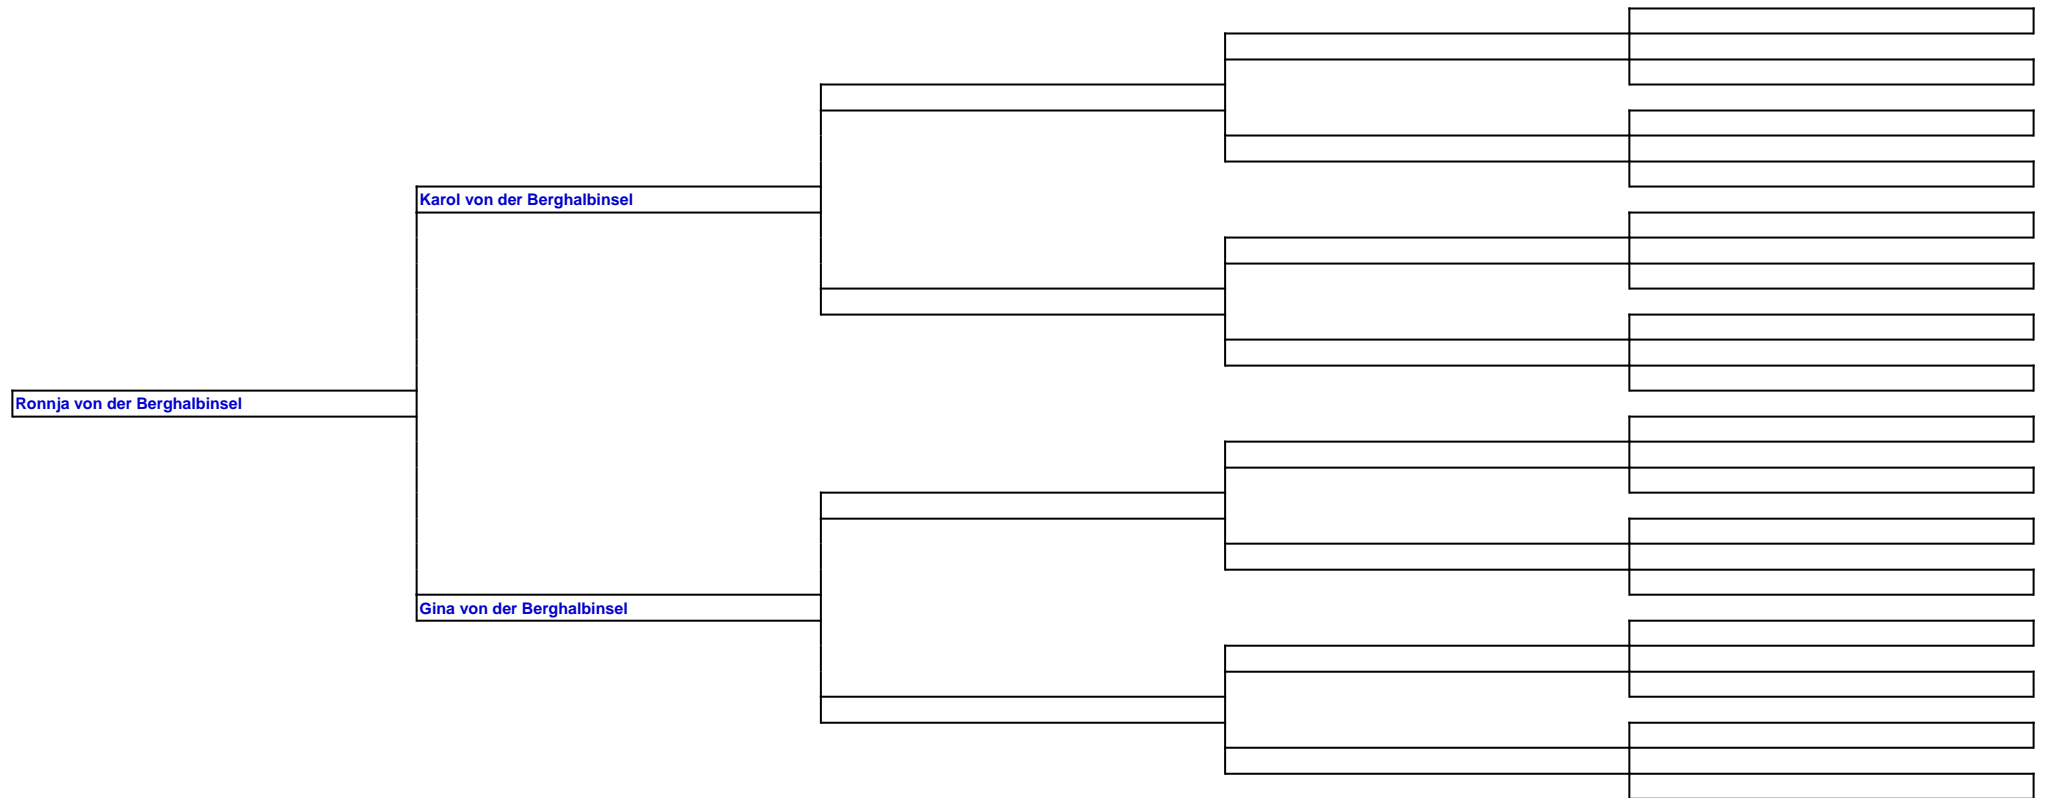 Karol von der Berghalbinsel
Ronnja von der Berghalbinsel
Gina von der Berghalbinsel